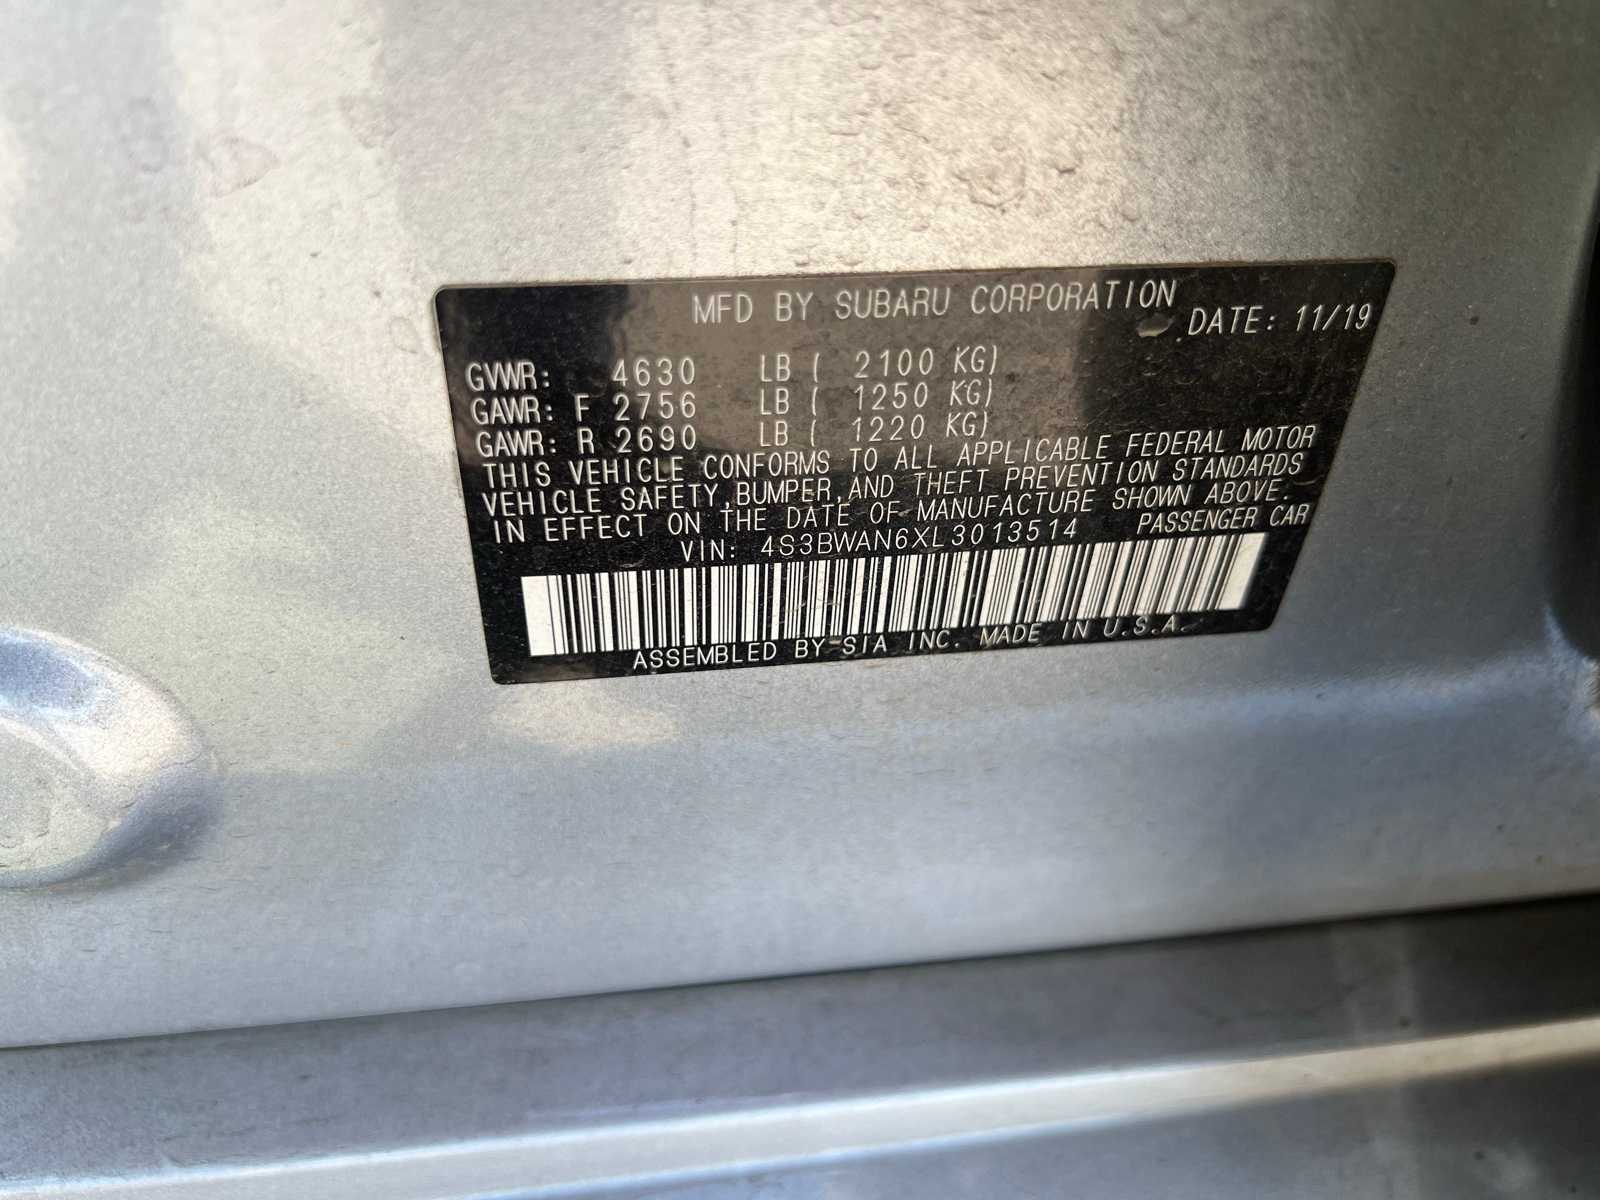 MFD BY SUBARU CORPORATION
DATE: 11/19
GVWR: 4630 LB ( 2100 KG)
GAWR: F 2756 LB ( 1250 KG)
GAWR: R 2690 LB ( 1220 KG)
THIS VEHICLE CONFORMS TO ALL APPLICABLE FEDERAL MOTOR
VEHICLE SAFETY,BUMPER,AND THEFT PREVENTION STANDARDS
IN EFFECT ON THE DATE OF MANUFACTURE SHOWN ABOVE.
VIN: 4S3BWAN6XL3013514 PASSENGER CAR
ASSEMBLED BY SIA INC. MADE IN U.S.A.